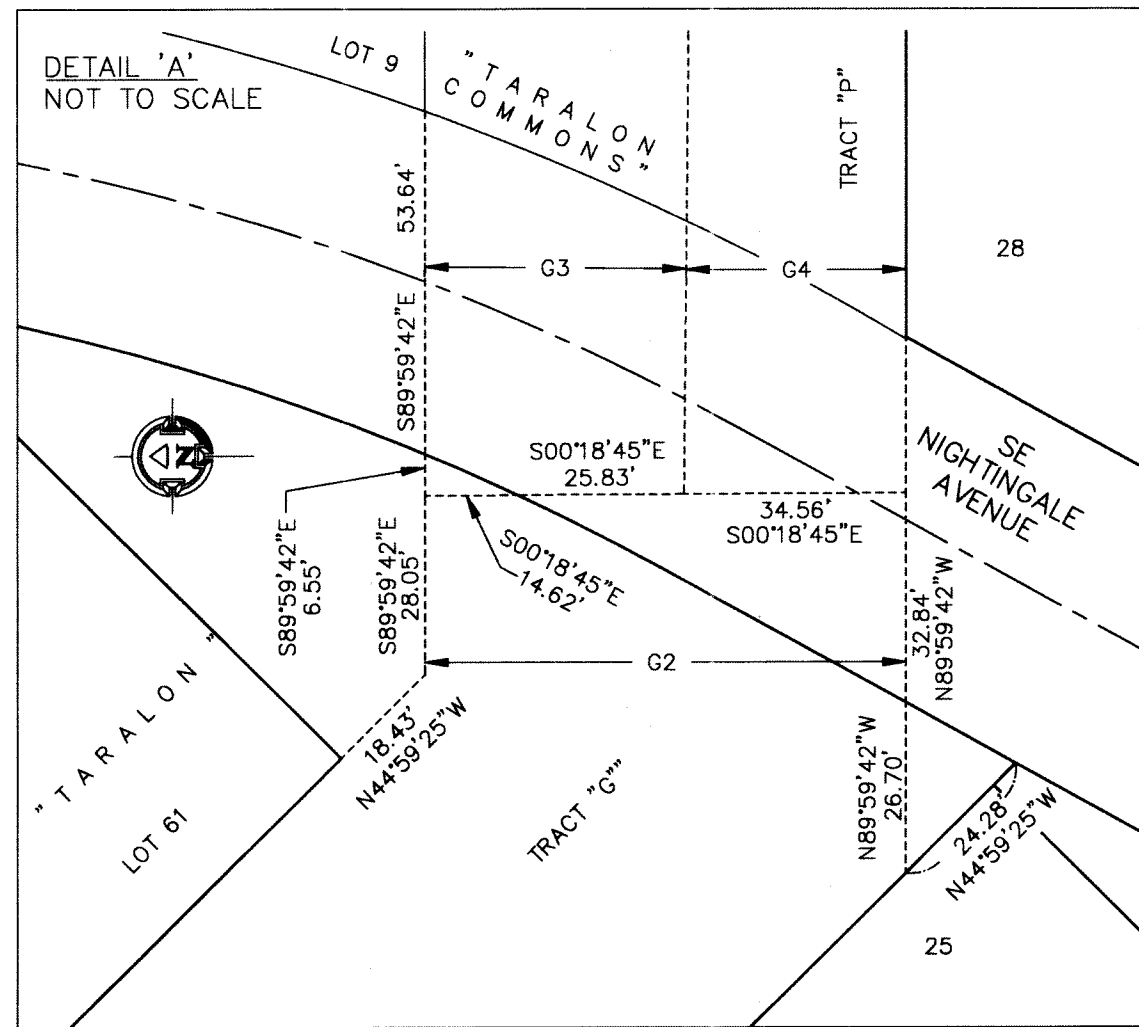 DETAIL 'A'
NOT TO SCALE
LOT 9
"TARALON
COMMONS"
TRACT "P"
28
53.64'
S89°59'42"E
G3
G4
S00°18'45"E
25.83'
34.56'
S00°18'45"E
SE
NIGHTINGALE
AVENUE
N
S89°59'42"E
6.55'
S89°59'42"E
28.05'
S00°18'45"E
14.62'
G2
32.84'
N89°59'42"W
N89°59'42"W
26.70'
18.43'
N44°59'25"W
"TARALON"
LOT 61
TRACT "G""
24.28'
N44°59'25"W
25